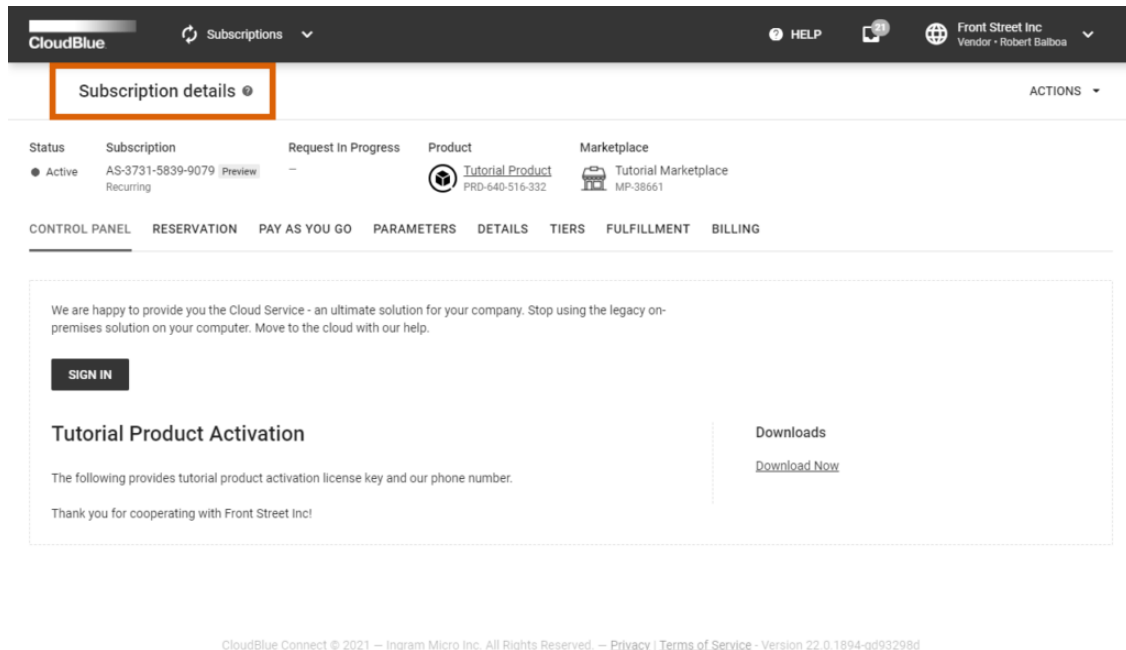 CloudBlue Subscriptions HELP 21 Front Street Inc
Vendor • Robert Balboa
Subscription details ACTIONS
Status Subscription Request In Progress Product Marketplace
Active AS-3731-5839-9079 Preview – Tutorial Product Tutorial Marketplace
Recurring PRD-640-516-332 MP-38661
CONTROL PANEL RESERVATION PAY AS YOU GO PARAMETERS DETAILS TIERS FULFILLMENT BILLING
We are happy to provide you the Cloud Service - an ultimate solution for your company. Stop using the legacy on-
premises solution on your computer. Move to the cloud with our help.
SIGN IN
Tutorial Product Activation
The following provides tutorial product activation license key and our phone number.
Thank you for cooperating with Front Street Inc!
Downloads
Download Now
CloudBlue Connect © 2021 — Ingram Micro Inc. All Rights Reserved. — Privacy | Terms of Service - Version 22.0.1894-gd93298d